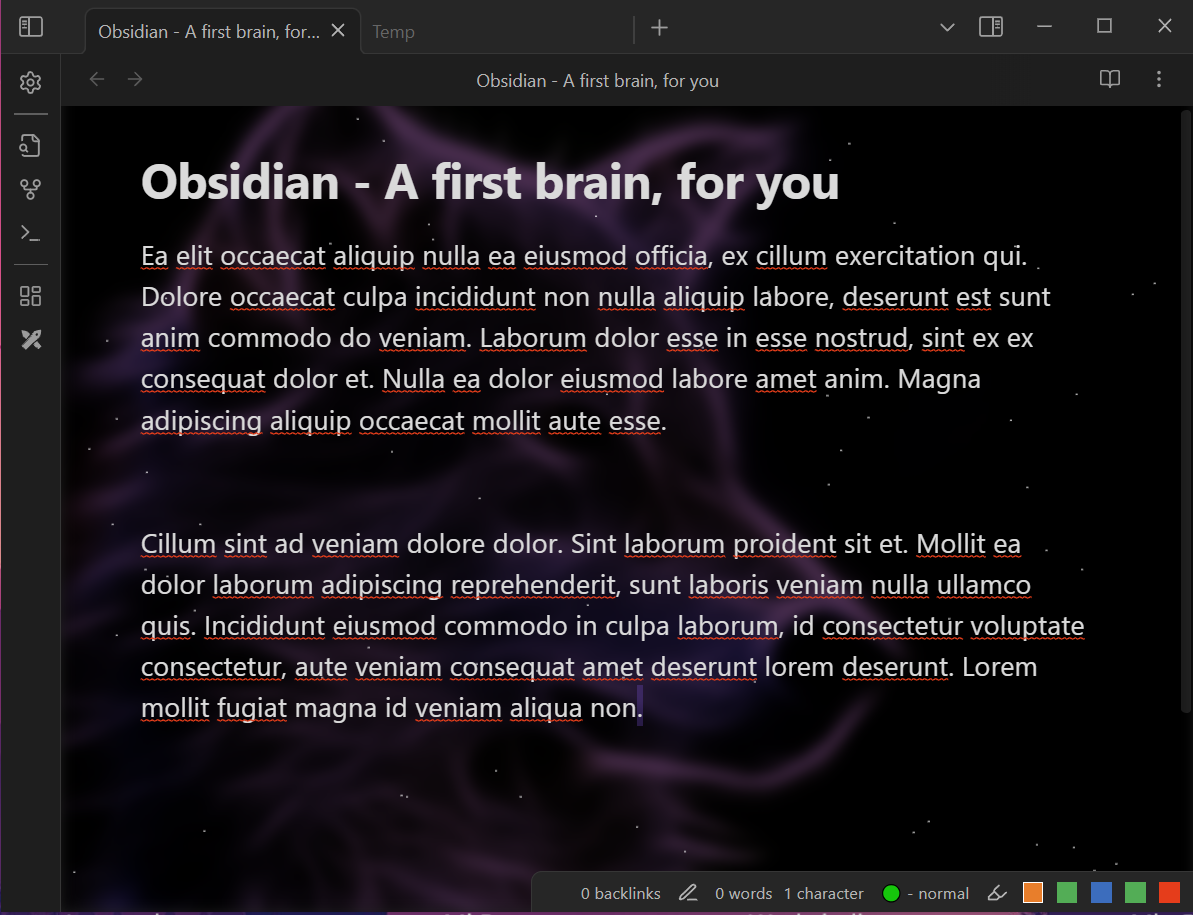 Obsidian - A first brain, for...
Temp
Obsidian - A first brain, for you
Obsidian - A first brain, for you
Ea elit occaecat aliquip nulla ea eiusmod officia, ex cillum exercitation qui.
Dolore occaecat culpa incididunt non nulla aliquip labore, deserunt est sunt
anim commodo do veniam. Laborum dolor esse in esse nostrud, sint ex ex
consequat dolor et. Nulla ea dolor eiusmod labore amet anim. Magna
adipiscing aliquip occaecat mollit aute esse.
Cillum sint ad veniam dolore dolor. Sint laborum proident sit et. Mollit ea
dolor laborum adipiscing reprehenderit, sunt laboris veniam nulla ullamco
quis. Incididunt eiusmod commodo in culpa laborum, id consectetur voluptate
consectetur, aute veniam consequat amet deserunt lorem deserunt. Lorem
mollit fugiat magna id veniam aliqua non.
0 backlinks 0 words 1 character - normal